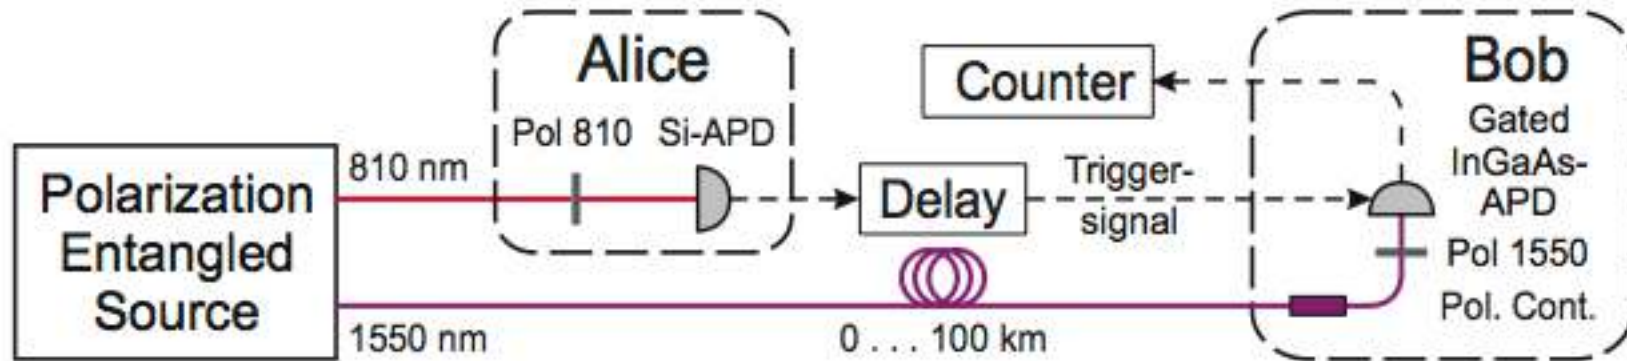 Polarization
Entangled
Source
810 nm
1550 nm
Alice
Pol 810 Si-APD
Delay
0 . . . 100 km
Counter
Trigger-
signal
Bob
Gated
InGaAs-
APD
Pol 1550
Pol. Cont.